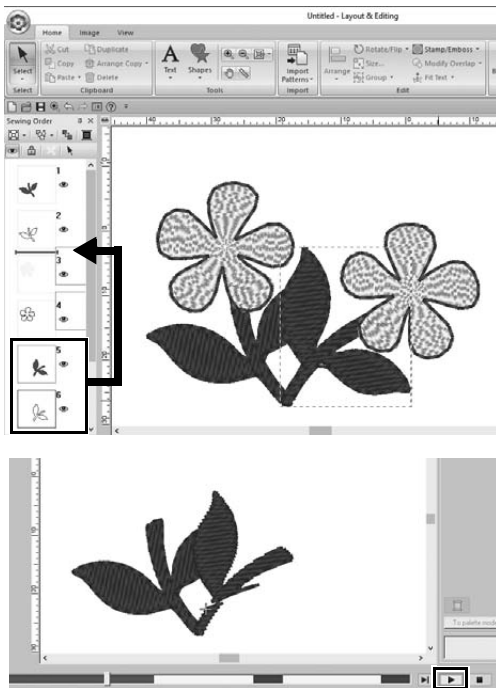 Untitled - Layout & Editing
Home Image View
Select
Cut
Duplicate
Copy
Arrange Copy
Paste
Delete
Select
Clipboard
Text
Shapes
Tools
Import
Patterns
Import
Arrange
Rotate/Flip
Stamp/Emboss
Size...
Modify Overlap
Group
Fit Text
Edit
Sewing Order
1
2
3
4
5
6
To palette mode